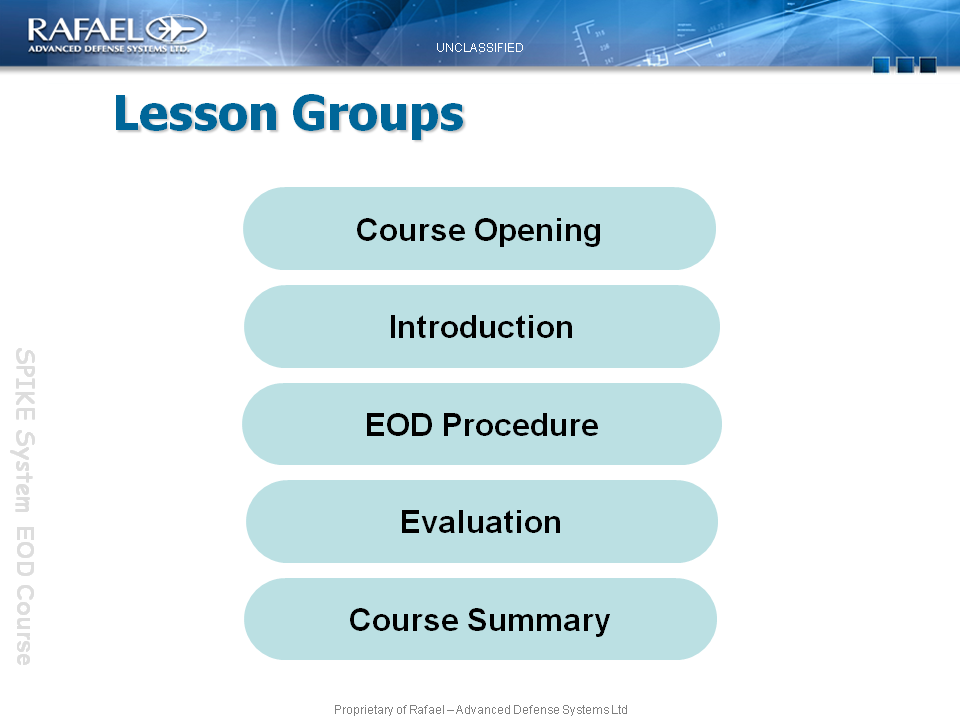 RAFAEL
ADVANCED DEFENSE SYSTEMS LTD.
UNCLASSIFIED
Lesson Groups
Course Opening
Introduction
EOD Procedure
Evaluation
Course Summary
SPIKE System EOD Course
Proprietary of Rafael – Advanced Defense Systems Ltd